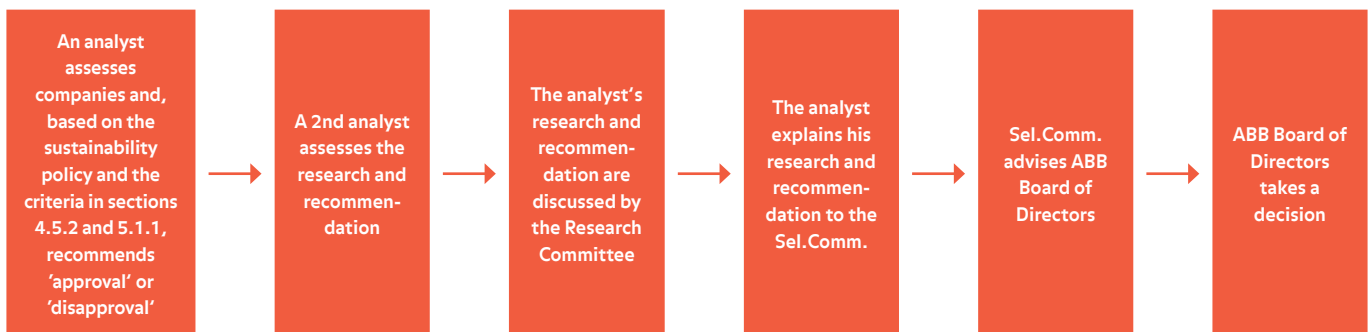 An analyst
assesses
companies and,
based on the
sustainability
policy and the
criteria in sections
4.5.2 and 5.1.1,
recommends
‘approval’ or
‘disapproval’
A 2nd analyst
assesses the
research and
recommen-
dation
The analyst’s
research and
recommen-
dation are
discussed by
the Research
Committee
The analyst
explains his
research and
recommen-
dation to the
Sel.Comm.
Sel.Comm.
advises ABB
Board of
Directors
ABB Board of
Directors
takes a
decision